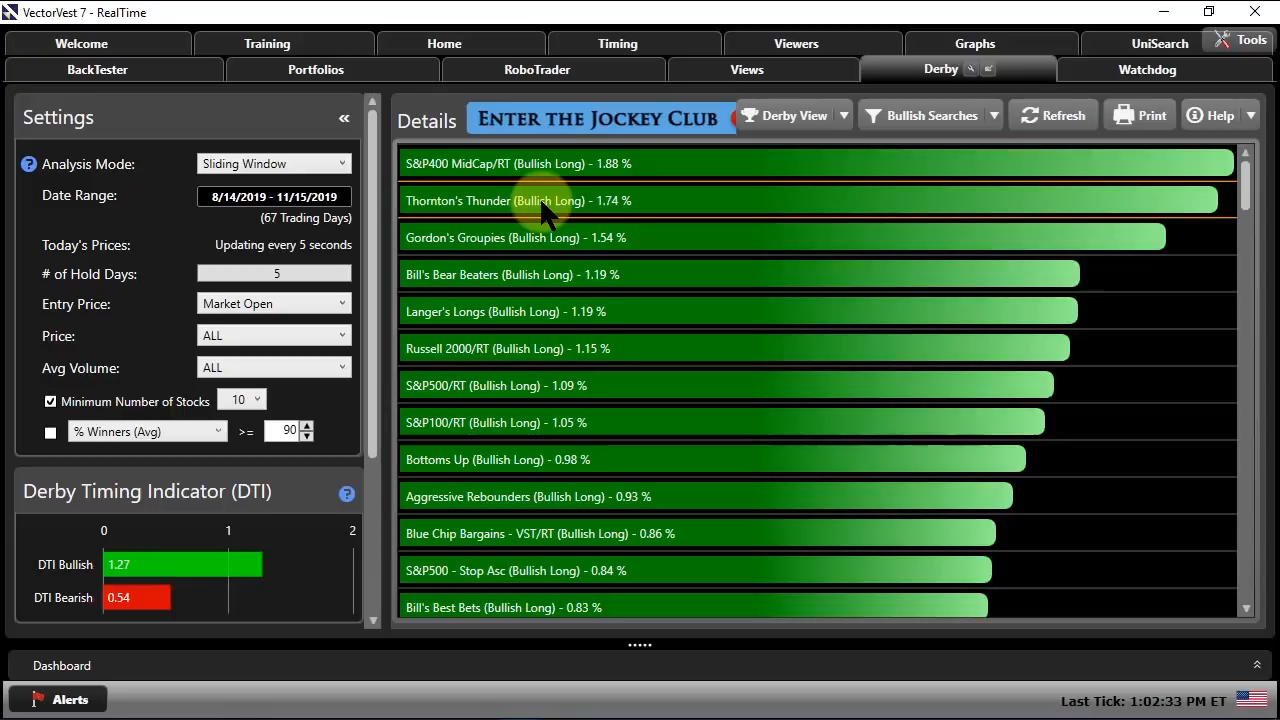 VectorVest 7 - RealTime
Welcome
Training
Home
Timing
Viewers
Graphs
UniSearch
Tools
BackTester
Portfolios
RoboTrader
Views
Derby
Watchdog
Settings
«
? Analysis Mode: Sliding Window
Date Range: 8/14/2019 - 11/15/2019
(67 Trading Days)
Today's Prices: Updating every 5 seconds
# of Hold Days: 5
Entry Price: Market Open
Price: ALL
Avg Volume: ALL
Minimum Number of Stocks 10
% Winners (Avg) >= 90
Derby Timing Indicator (DTI) ?
0 1 2
DTI Bullish 1.27
DTI Bearish 0.54
Details
ENTER THE JOCKEY CLUB
Derby View
Bullish Searches
Refresh
Print
Help
S&P400 MidCap/RT (Bullish Long) - 1.88 %
Thornton's Thunder (Bullish Long) - 1.74 %
Gordon's Groupies (Bullish Long) - 1.54 %
Bill's Bear Beaters (Bullish Long) - 1.19 %
Langer's Longs (Bullish Long) - 1.19 %
Russell 2000/RT (Bullish Long) - 1.15 %
S&P500/RT (Bullish Long) - 1.09 %
S&P100/RT (Bullish Long) - 1.05 %
Bottoms Up (Bullish Long) - 0.98 %
Aggressive Rebounders (Bullish Long) - 0.93 %
Blue Chip Bargains - VST/RT (Bullish Long) - 0.86 %
S&P500 - Stop Asc (Bullish Long) - 0.84 %
Bill's Best Bets (Bullish Long) - 0.83 %
Dashboard
Alerts
Last Tick: 1:02:33 PM ET